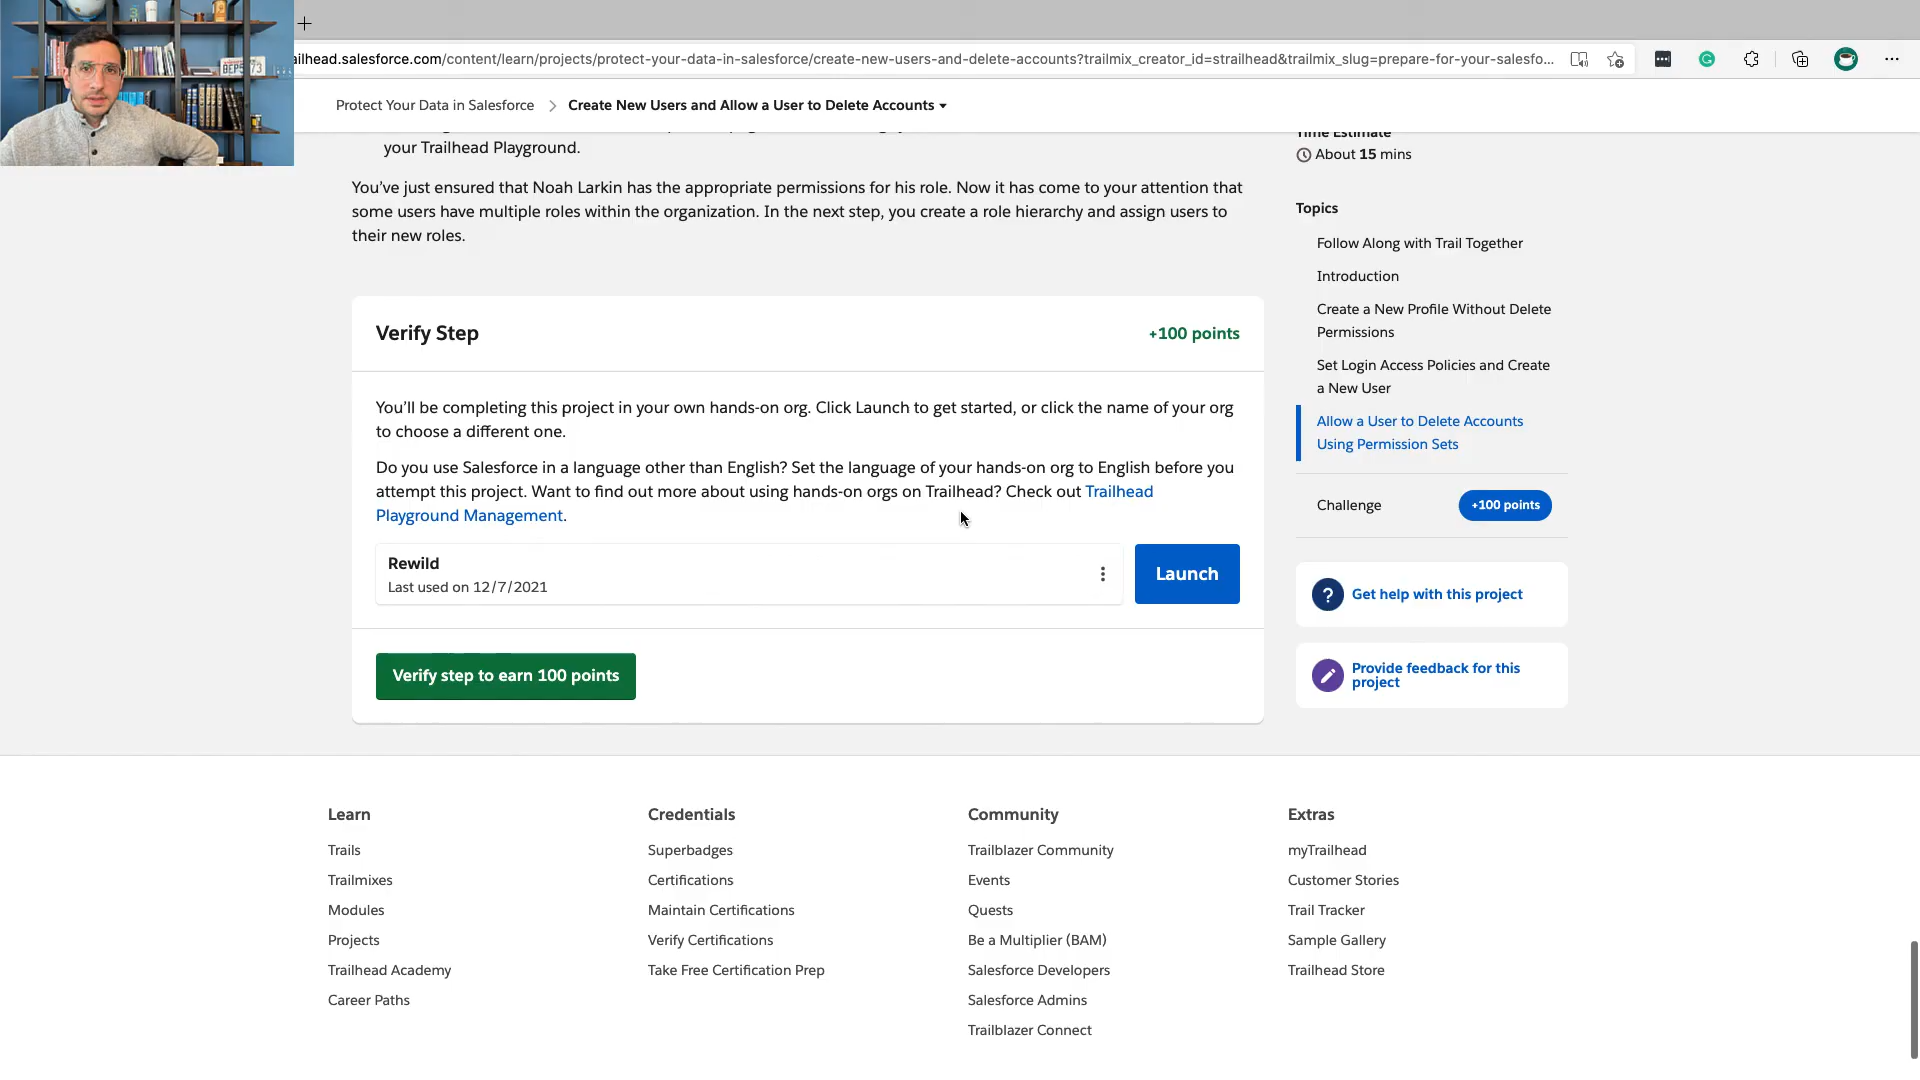 ailhead.salesforce.com/content/learn/projects/protect-your-data-in-salesforce/create-new-users-and-delete-accounts?trailmix_creator_id=strailhead&trailmix_slug=prepare-for-your-salesfo...
Protect Your Data in Salesforce
Create New Users and Allow a User to Delete Accounts
your Trailhead Playground.
You’ve just ensured that Noah Larkin has the appropriate permissions for his role. Now it has come to your attention that
some users have multiple roles within the organization. In the next step, you create a role hierarchy and assign users to
their new roles.
Verify Step
+100 points
You’ll be completing this project in your own hands-on org. Click Launch to get started, or click the name of your org
to choose a different one.
Do you use Salesforce in a language other than English? Set the language of your hands-on org to English before you
attempt this project. Want to find out more about using hands-on orgs on Trailhead? Check out Trailhead
Playground Management.
Rewild
Last used on 12/7/2021
Launch
Verify step to earn 100 points
Time Estimate
About 15 mins
Topics
Follow Along with Trail Together
Introduction
Create a New Profile Without Delete
Permissions
Set Login Access Policies and Create
a New User
Allow a User to Delete Accounts
Using Permission Sets
Challenge
+100 points
Get help with this project
Provide feedback for this
project
Learn
Trails
Trailmixes
Modules
Projects
Trailhead Academy
Career Paths
Credentials
Superbadges
Certifications
Maintain Certifications
Verify Certifications
Take Free Certification Prep
Community
Trailblazer Community
Events
Quests
Be a Multiplier (BAM)
Salesforce Developers
Salesforce Admins
Trailblazer Connect
Extras
myTrailhead
Customer Stories
Trail Tracker
Sample Gallery
Trailhead Store